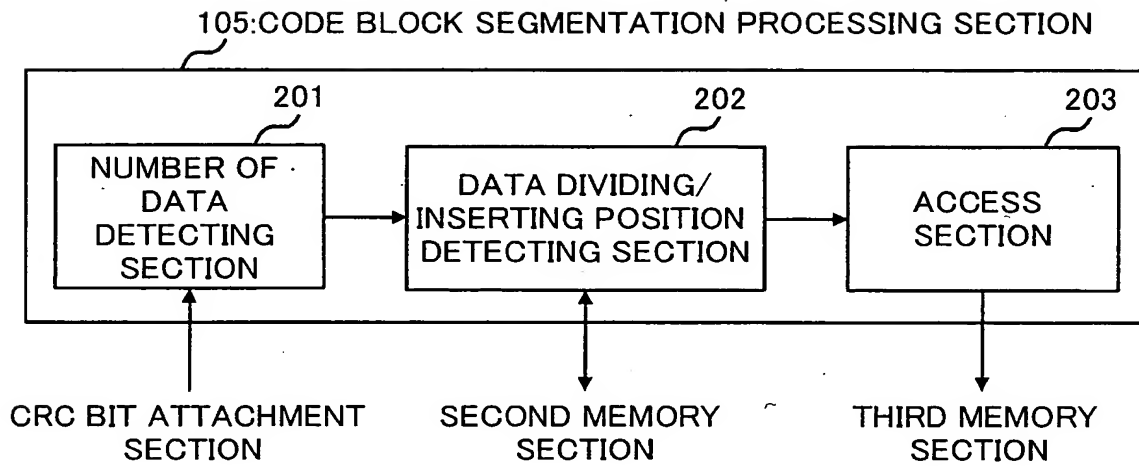 105:CODE BLOCK SEGMENTATION PROCESSING SECTION
201
202
203
NUMBER OF
DATA
DETECTING
SECTION
DATA DIVIDING/
INSERTING POSITION
DETECTING SECTION
ACCESS
SECTION
CRC BIT ATTACHMENT
SECTION
SECOND MEMORY
SECTION
THIRD MEMORY
SECTION